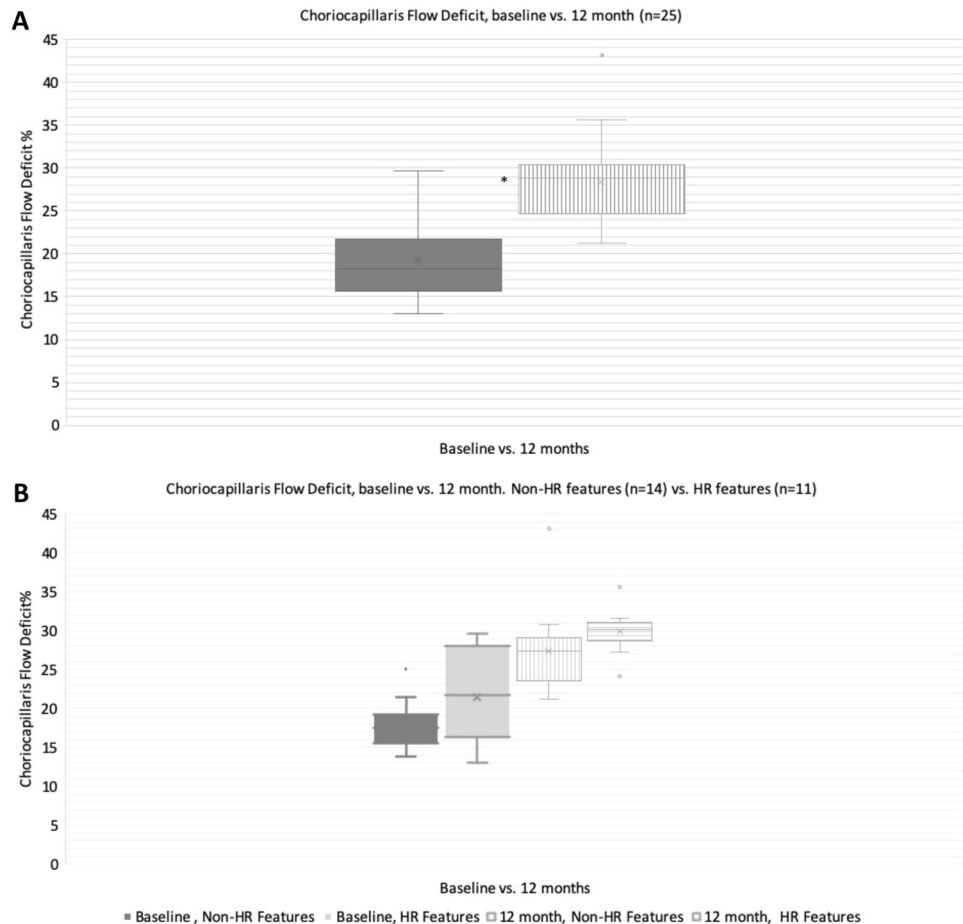 A
Choriocapillaris Flow Deficit, baseline vs. 12 month (n=25)
45
40
35
30
25
20
15
10
5
0
Choriocapillaris Flow Deficit %
*
Baseline vs. 12 months
B
Choriocapillaris Flow Deficit, baseline vs. 12 month. Non-HR features (n=14) vs. HR features (n=11)
45
40
35
30
25
20
15
10
5
0
Choriocapillaris Flow Deficit%
Baseline vs. 12 months
Baseline , Non-HR Features Baseline, HR Features 12 month, Non-HR Features 12 month, HR Features